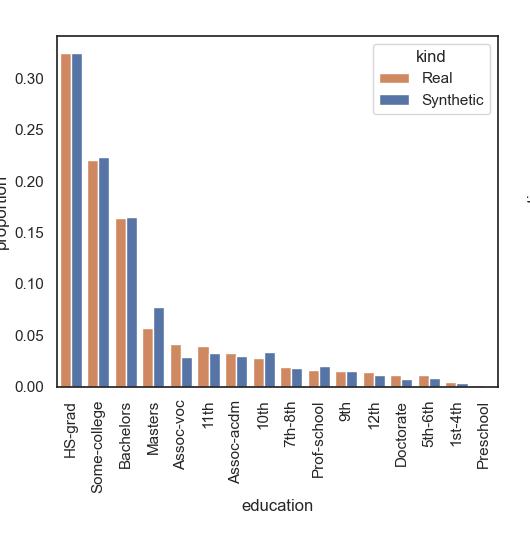 kind
Real
Synthetic
0.30
0.25
0.20
0.15
0.10
0.05
0.00
proportion
HS-grad
Some-college
Bachelors
Masters
Assoc-voc
11th
Assoc-acdm
10th
7th-8th
Prof-school
9th
12th
Doctorate
5th-6th
1st-4th
Preschool
education